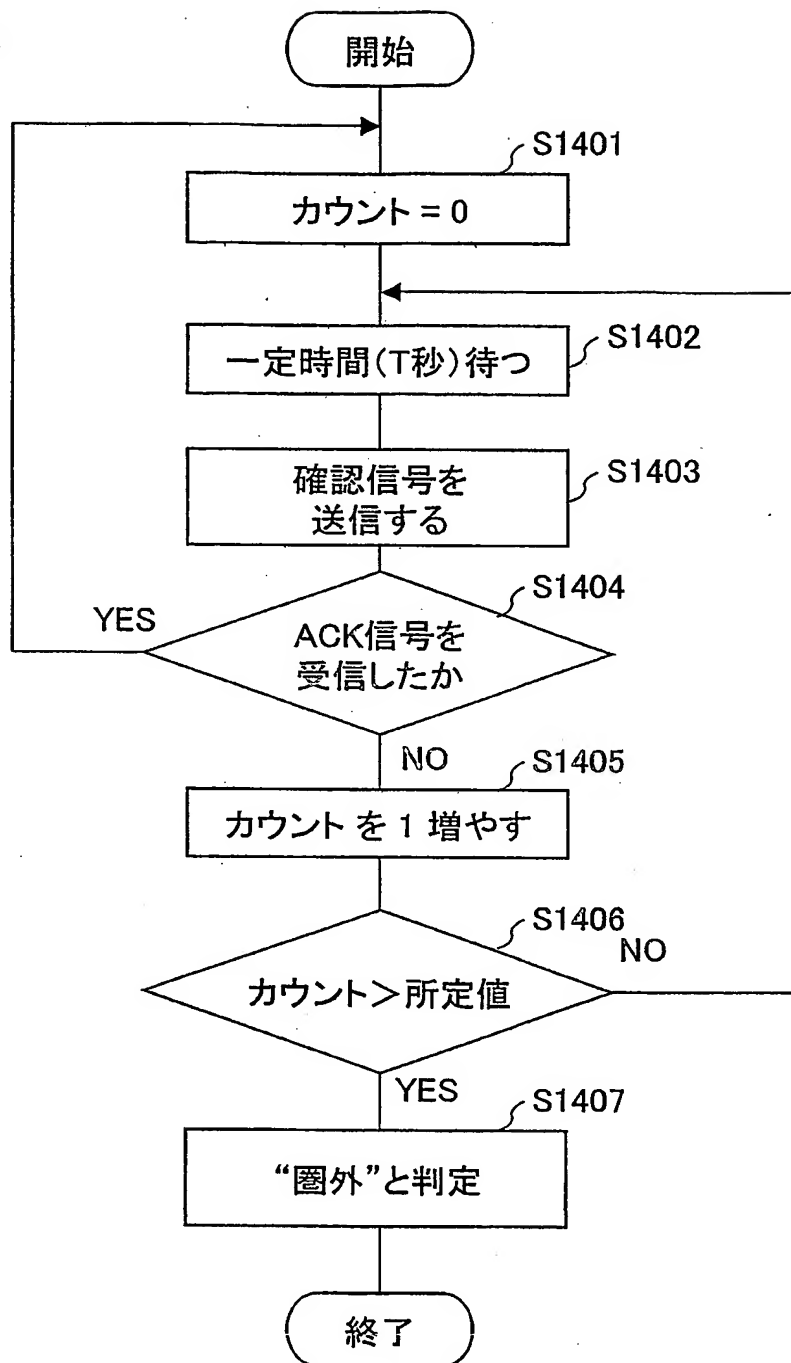 開始
S1401
カウント = 0
S1402
一定時間(T秒)待つ
S1403
確認信号を
送信する
S1404
YES
ACK信号を
受信したか
NO
S1405
カウント を 1 増やす
S1406
NO
カウント＞所定値
YES
S1407
“圏外”と判定
終了